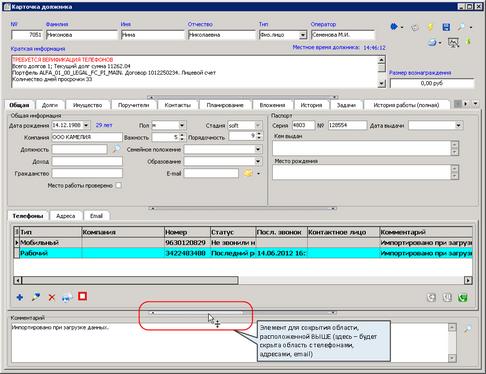 Карточка должника
№ Фамилия Имя Отчество Тип Оператор
7051 Никонова Нина Николаевна Физ.лицо Семенова М.И.
Краткая информация Местное время должника: 14:46:12
ТРЕБУЕТСЯ ВЕРИФИКАЦИЯ ТЕЛЕФОНОВ
Всего долгов 1; Текущий долг сумма 11262.04
Портфель ALFA_01_00_LEGAL_FC_PI_MAIN. Договор 1012250234. Лицевой счет
Количество дней просрочки 33
Размер вознаграждения
0,00 руб
Общая Долги Имущество Поручители Контакты Планирование Вложения История Задачи История работы (полная)
Общая информация Паспорт
Дата рождения 14.12.1988 29 лет Пол ж Стадия soft Серия 4803 № 128554 Дата выдачи
Компания ООО КАМЕЛИЯ Важность 5 Порядочность 9 Кем выдан
Должность Семейное положение
Доход Образование Место рождения
Гражданство E-mail
Место работы проверено
Телефоны Адреса Email
Тип Компания Номер Статус Посл. звонок Контактное лицо Комментарий
Мобильный 9630120829 Не звонили н Импортировано при загруз
Рабочий 3422483488 Последний р 14.06.2012 16: Импортировано при загруз
Комментарий
Импортировано при загрузке данных.
Элемент для сокрытия области,
расположенной ВЫШЕ (здесь – будет
скрыта область с телефонами,
адресами, email)